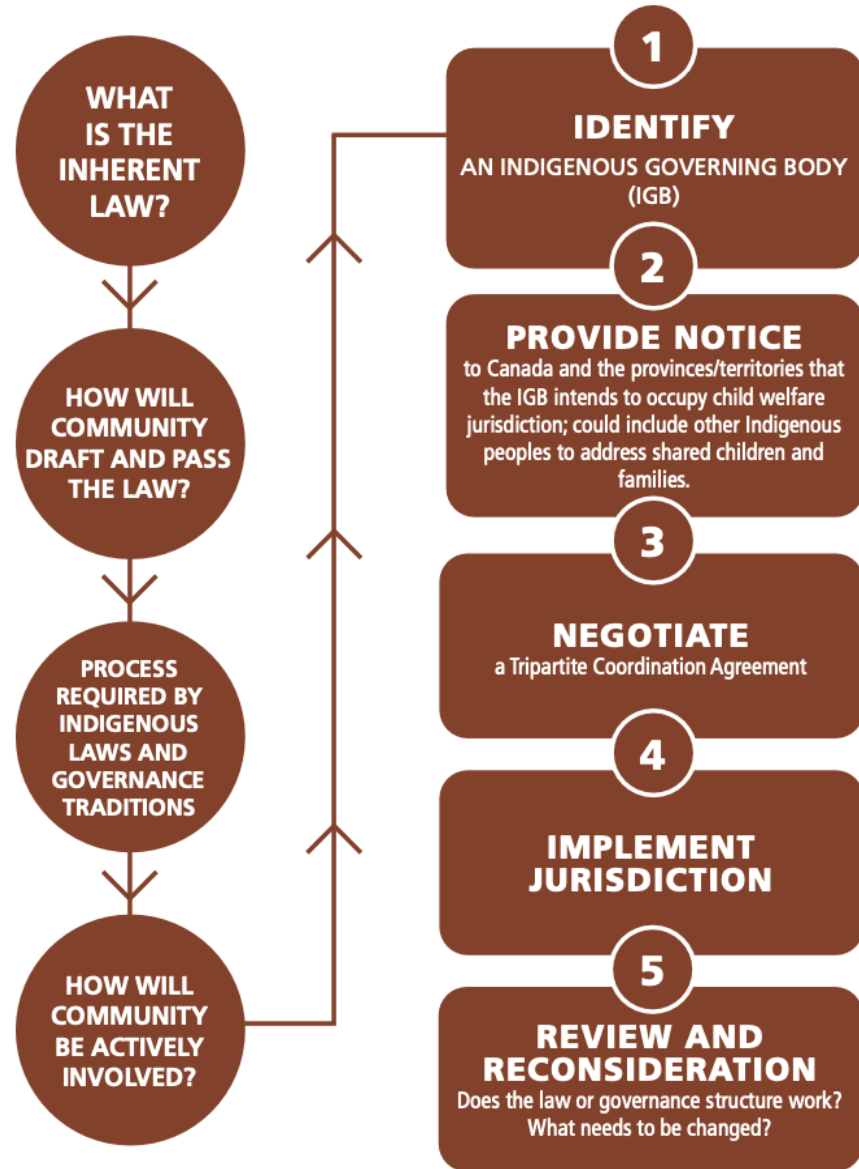 WHAT
IS THE
INHERENT
LAW?
HOW WILL
COMMUNITY
DRAFT AND PASS
THE LAW?
PROCESS
REQUIRED BY
INDIGENOUS
LAWS AND
GOVERNANCE
TRADITIONS
HOW WILL
COMMUNITY
BE ACTIVELY
INVOLVED?
1
IDENTIFY
AN INDIGENOUS GOVERNING BODY
(IGB)
2
PROVIDE NOTICE
to Canada and the provinces/territories that
the IGB intends to occupy child welfare
jurisdiction; could include other Indigenous
peoples to address shared children and
families.
3
NEGOTIATE
a Tripartite Coordination Agreement
4
IMPLEMENT
JURISDICTION
5
REVIEW AND
RECONSIDERATION
Does the law or governance structure work?
What needs to be changed?